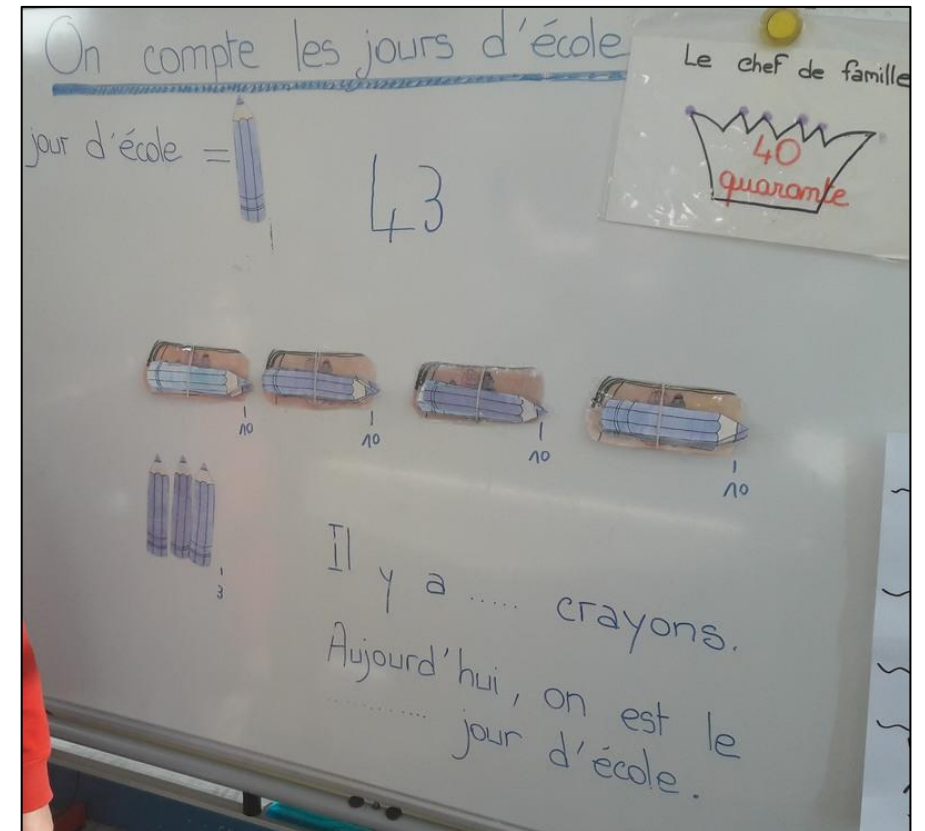 On compte les jours d'école
Le chef de famille
jour d'école =
40
quarante
1
43
10
10
10
10
3
Il y a ..... crayons.
Aujourd'hui, on est le
............ jour d'école.